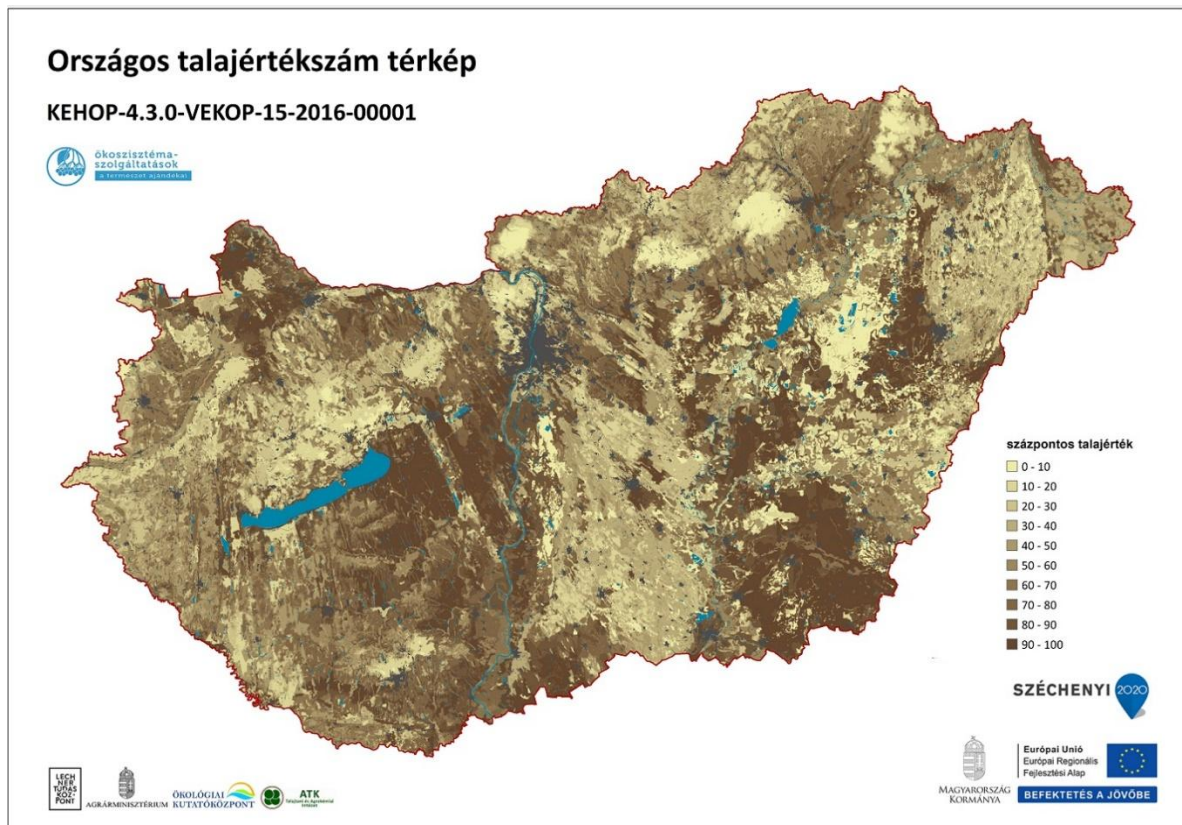 Országos talajértékszám térkép
KEHOP-4.3.0-VEKOP-15-2016-00001
ökoszisztéma-
szolgáltatások
a természet ajándékai
százpontos talajérték
0 - 10
10 - 20
20 - 30
30 - 40
40 - 50
50 - 60
60 - 70
70 - 80
80 - 90
90 - 100
SZÉCHENYI 2020
LECH
NER
TUDÁS
KÖZ
PONT
AGRÁRMINISZTÉRIUM
ÖKOLÓGIAI
KUTATÓKÖZPONT
ATK
MAGYARORSZÁG
KORMÁNYA
Európai Unió
Európai Regionális
Fejlesztési Alap
BEFEKTETÉS A JÖVŐBE